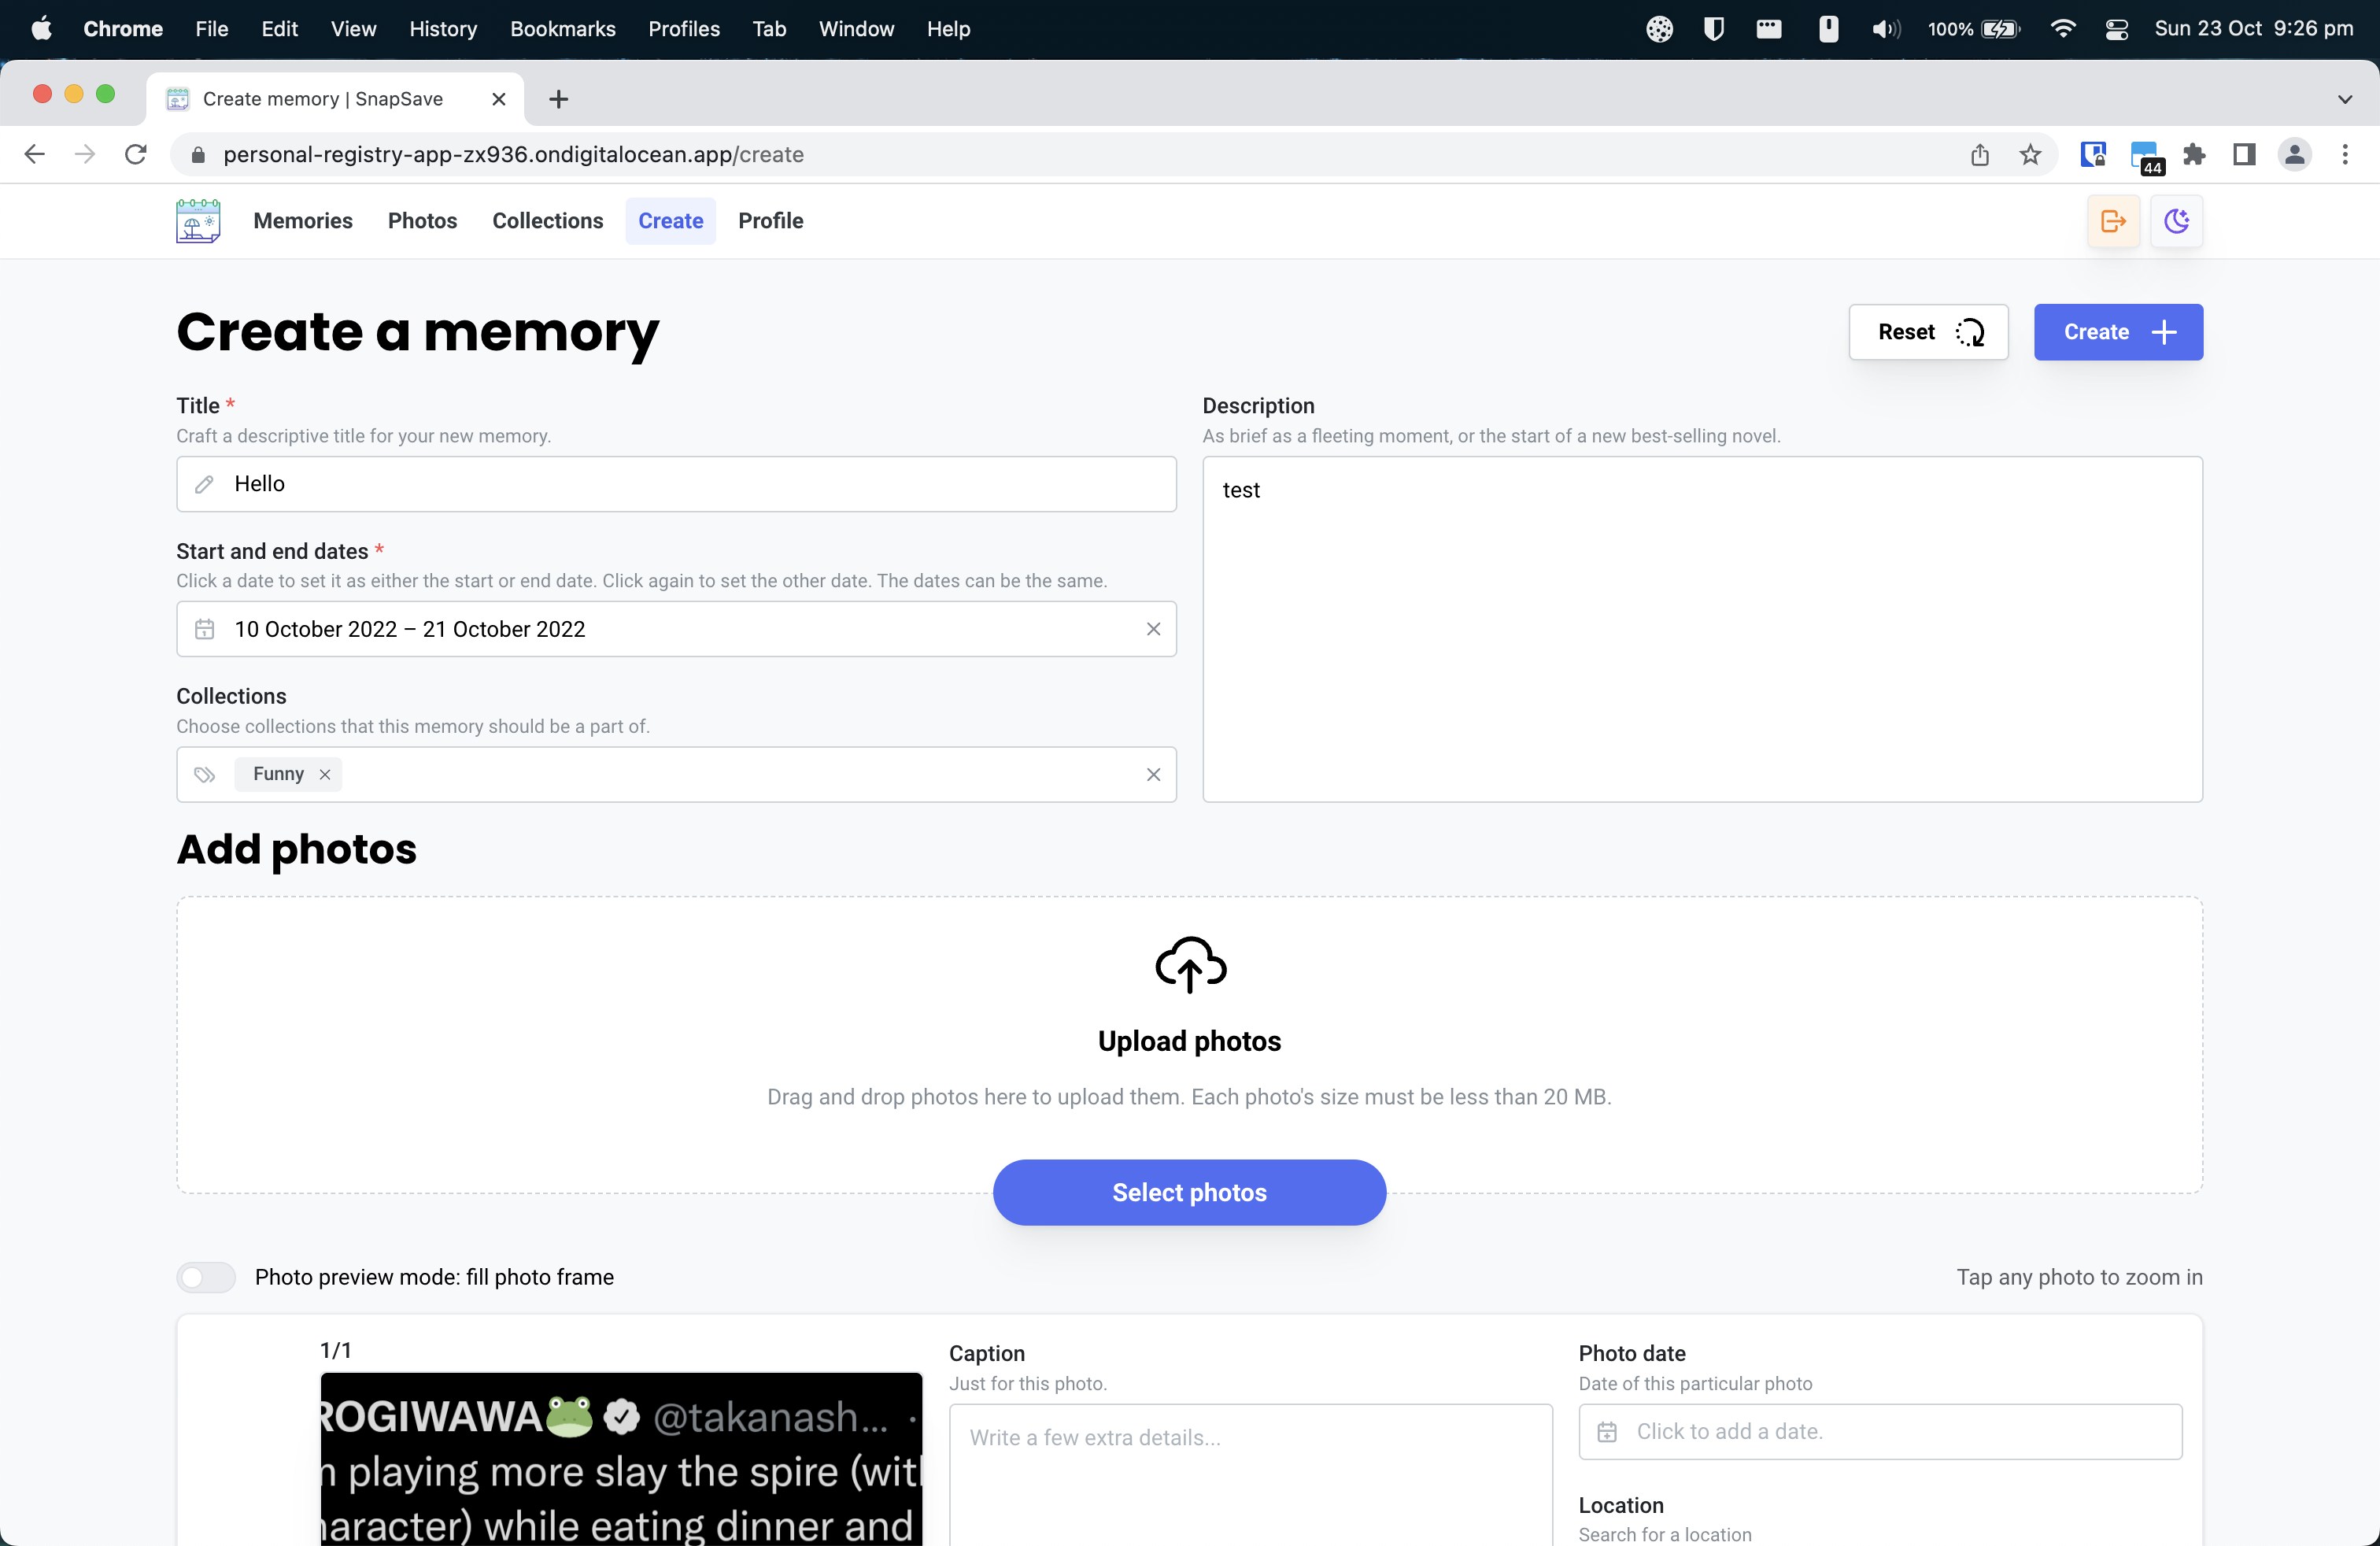 Chrome File Edit View History Bookmarks Profiles Tab Window Help 100% Sun 23 Oct 9:26 pm
Create memory | SnapSave
personal-registry-app-zx936.ondigitalocean.app/create
44
Memories Photos Collections Create Profile
Create a memory
Reset
Create
Title *
Craft a descriptive title for your new memory.
Hello
Start and end dates *
Click a date to set it as either the start or end date. Click again to set the other date. The dates can be the same.
10 October 2022 – 21 October 2022
Collections
Choose collections that this memory should be a part of.
Funny
Description
As brief as a fleeting moment, or the start of a new best-selling novel.
test
Add photos
Upload photos
Drag and drop photos here to upload them. Each photo's size must be less than 20 MB.
Select photos
Photo preview mode: fill photo frame
Tap any photo to zoom in
1/1
ROGIWAWA🐸 @takanash... ·
playing more slay the spire (with
haracter) while eating dinner and
Caption
Just for this photo.
Write a few extra details...
Photo date
Date of this particular photo
Click to add a date.
Location
Search for a location